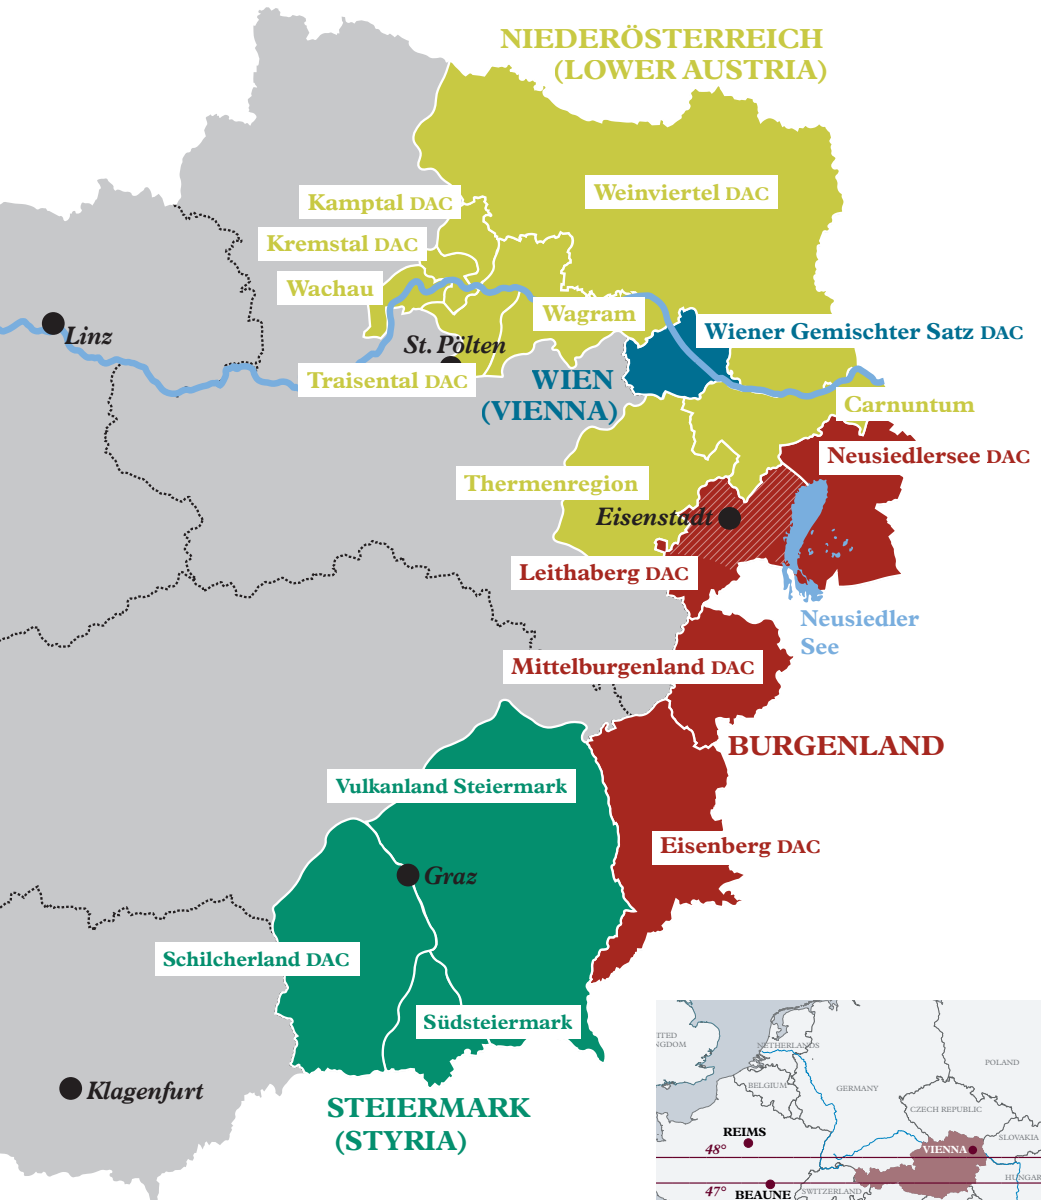 NIEDERÖSTERREICH
(LOWER AUSTRIA)
Weinviertel DAC
Kamptal DAC
Kremstal DAC
Wachau
Wagram
Linz
St. Pölten
Wiener Gemischter Satz DAC
Traisental DAC
WIEN
(VIENNA)
Carnuntum
Neusiedlersee DAC
Thermenregion
Eisenstadt
Leithaberg DAC
Neusiedler
See
Mittelburgenland DAC
BURGENLAND
Vulkanland Steiermark
Eisenberg DAC
Graz
Schilcherland DAC
Südsteiermark
Klagenfurt
STEIERMARK
(STYRIA)
ITED
NGDOM
NETHERLANDS
POLAND
BELGIUM
GERMANY
CZECH REPUBLIC
REIMS
SLOVAKIA
48°
VIENNA
HUNGAR
47°
BEAUNE
SWITZERLAND